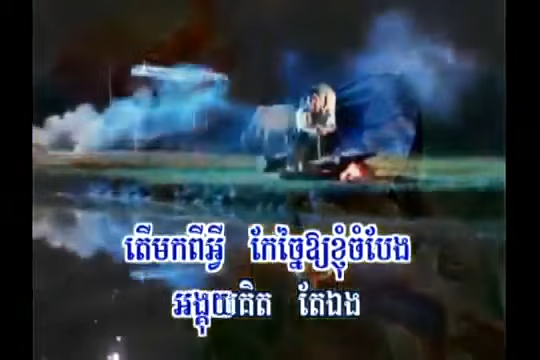 តើមកពីអ្វី កែច្នៃឱ្យខ្ញុំចំបែង
អង្គុយគិត តែឯង